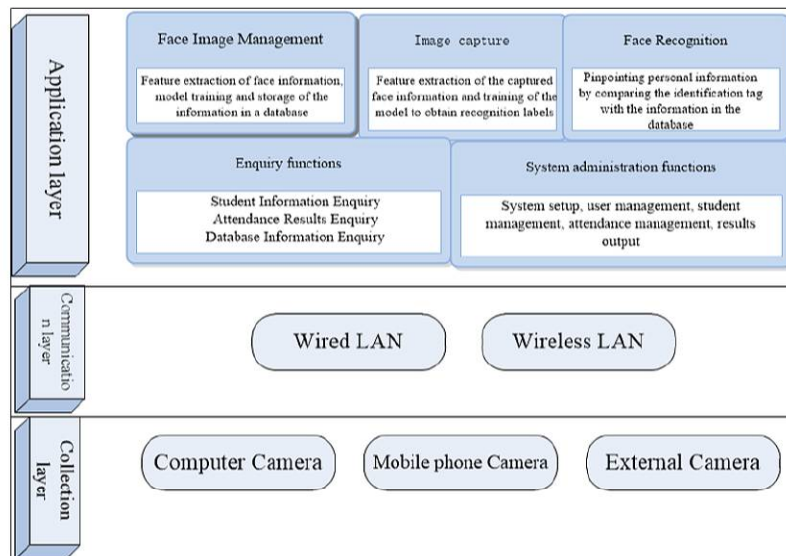 Application layer
Face Image Management
Feature extraction of face information,
model training and storage of the
information in a database
Image capture
Feature extraction of the captured
face information and training of the
model to obtain recognition labels
Face Recognition
Pinpointing personal information
by comparing the identification tag
with the information in the
database
Enquiry functions
Student Information Enquiry
Attendance Results Enquiry
Database Information Enquiry
System administration functions
System setup, user management, student
management, attendance management, results
output
Communicatio
n layer
Wired LAN
Wireless LAN
Collection
layer
Computer Camera
Mobile phone Camera
External Camera